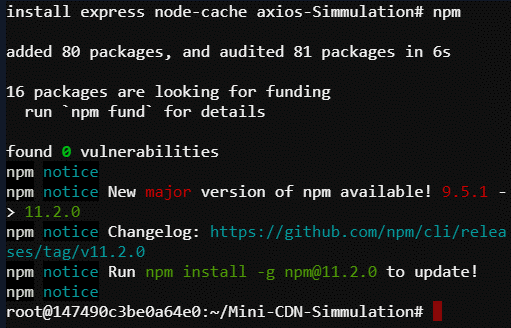 install express node-cache axios-Simmulation# npm
added 80 packages, and audited 81 packages in 6s
16 packages are looking for funding
run `npm fund` for details
found 0 vulnerabilities
npm notice
npm notice New major version of npm available! 9.5.1 -
> 11.2.0
npm notice Changelog: https://github.com/npm/cli/relea
ses/tag/v11.2.0
npm notice Run npm install -g npm@11.2.0 to update!
npm notice
root@147490c3be0a64e0:~/Mini-CDN-Simmulation#